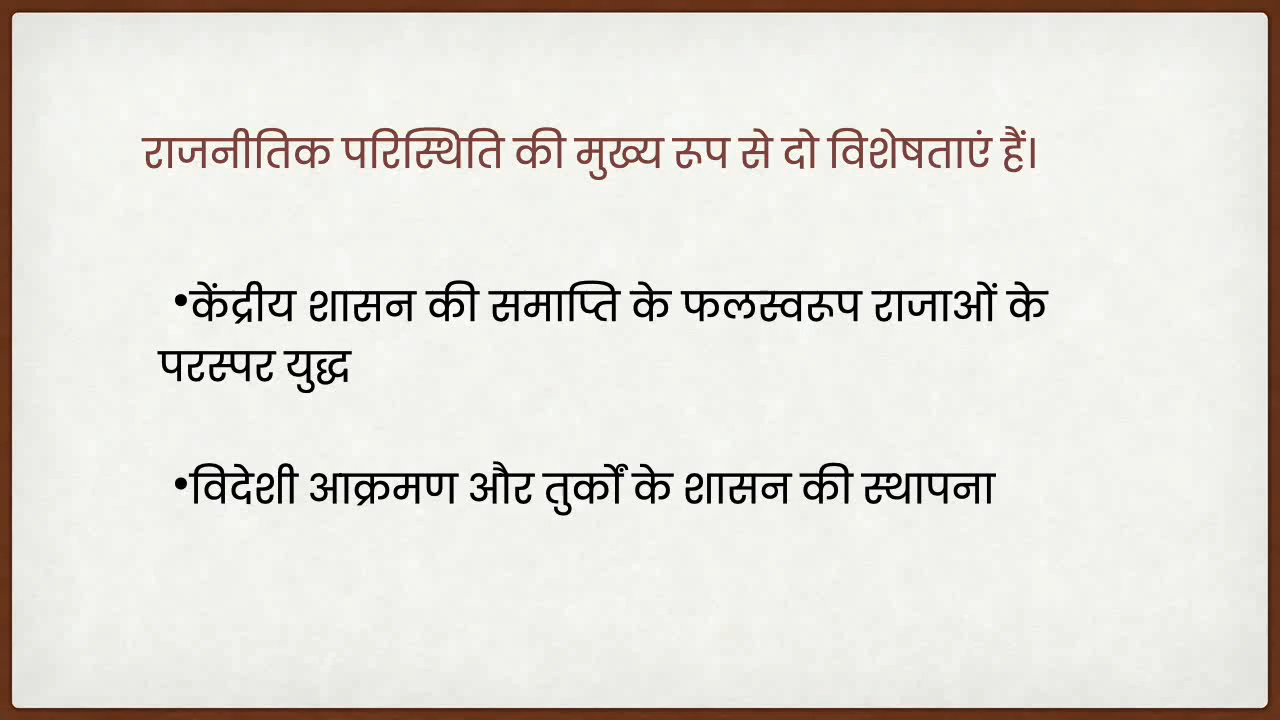 राजनीतिक परिस्थिति की मुख्य रूप से दो विशेषताएं हैं।
•केंद्रीय शासन की समाप्ति के फलस्वरूप राजाओं के
परस्पर युद्ध
•विदेशी आक्रमण और तुर्कों के शासन की स्थापना